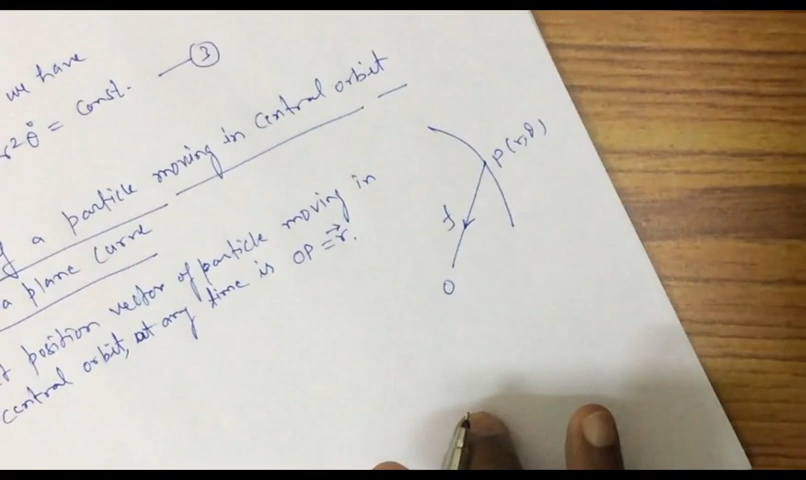 we have
r²θ̇ = const. — ③
a particle moving in central orbit
a plane curve
position vector of particle moving in
central orbit, at any time is OP = r⃗.
P(r,θ)
f
O